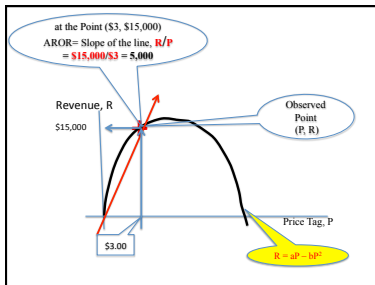 at the Point ($3, $15,000)
AROR= Slope of the line, R/P
= $15,000/$3 = 5,000
Revenue, R
$15,000
Observed
Point
(P, R)
Price Tag, P
$3.00
R = aP – bP²